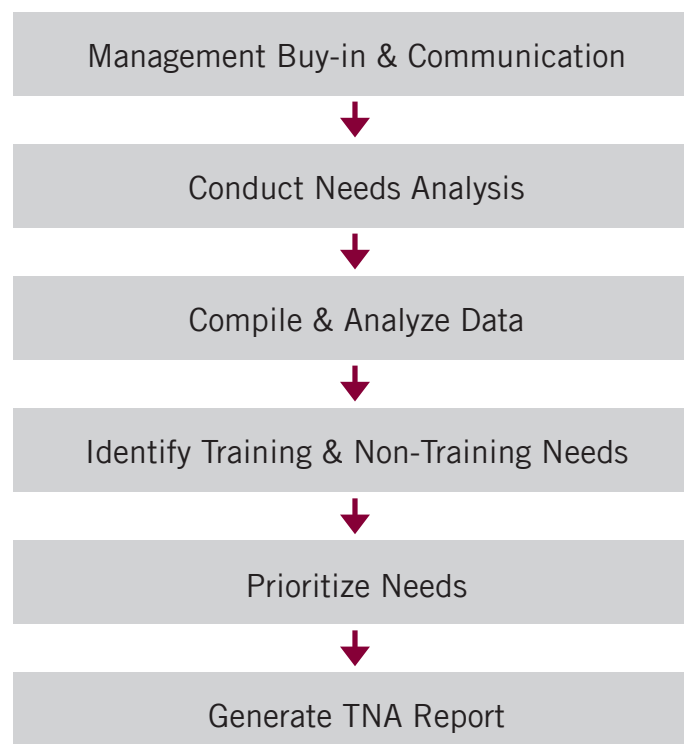 Management Buy-in & Communication
Conduct Needs Analysis
Compile & Analyze Data
Identify Training & Non-Training Needs
Prioritize Needs
Generate TNA Report